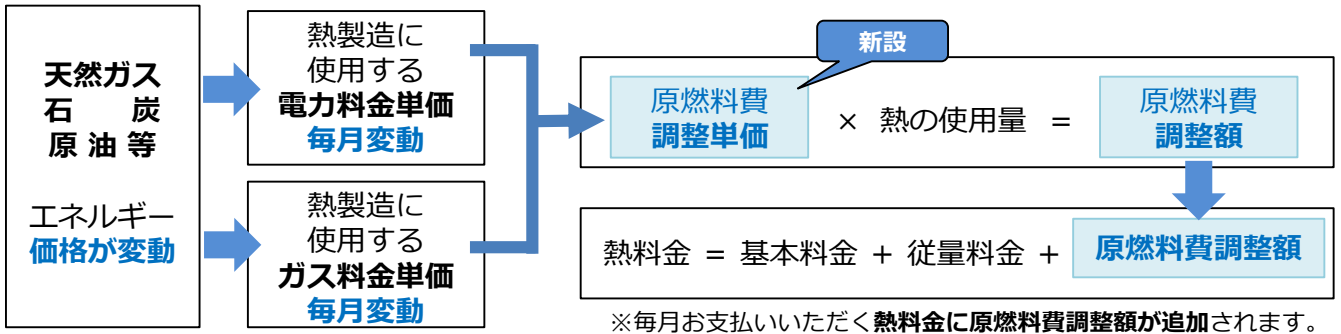 天然ガス
石　　炭
原 油 等
エネルギー
価格が変動
熱製造に
使用する
電力料金単価
毎月変動
熱製造に
使用する
ガス料金単価
毎月変動
新設
原燃料費
調整単価
× 熱の使用量 =
原燃料費
調整額
熱料金 = 基本料金 + 従量料金 + 原燃料費調整額
※毎月お支払いいただく熱料金に原燃料費調整額が追加されます。